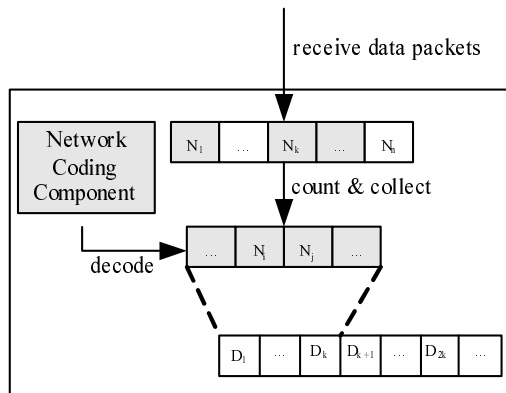 receive data packets
Network
Coding
Component
N1 ... Nk ... Nn
count & collect
... Ni Nj ...
decode
D1 ... Dk Dk+1 ... D2k ...